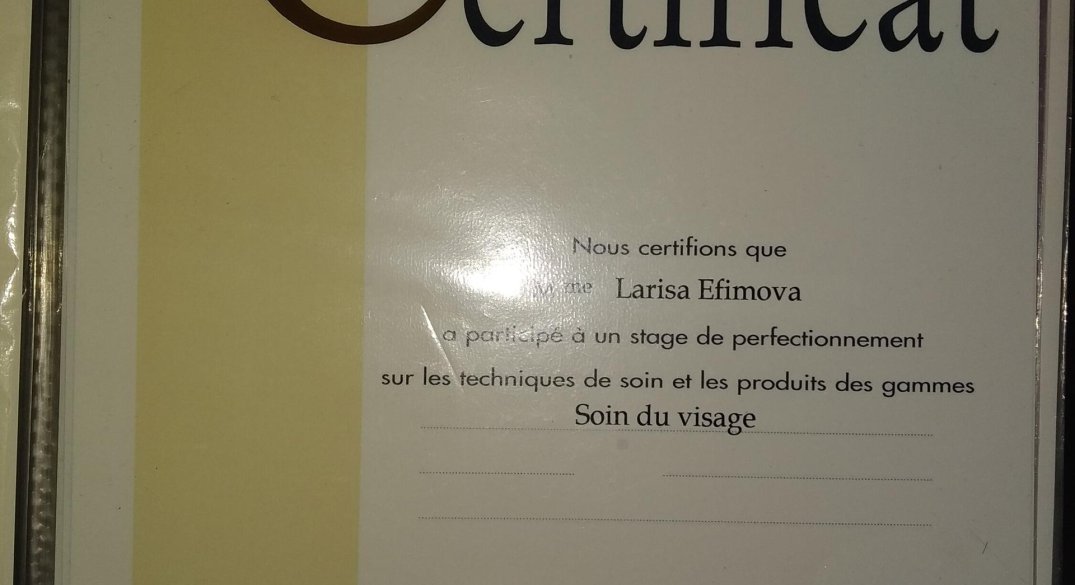 Certificat
Nous certifions que
Mme Larisa Efimova
a participé à un stage de perfectionnement
sur les techniques de soin et les produits des gammes
Soin du visage